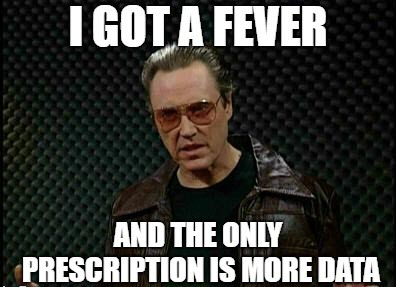 I GOT A FEVER
AND THE ONLY
PRESCRIPTION IS MORE DATA